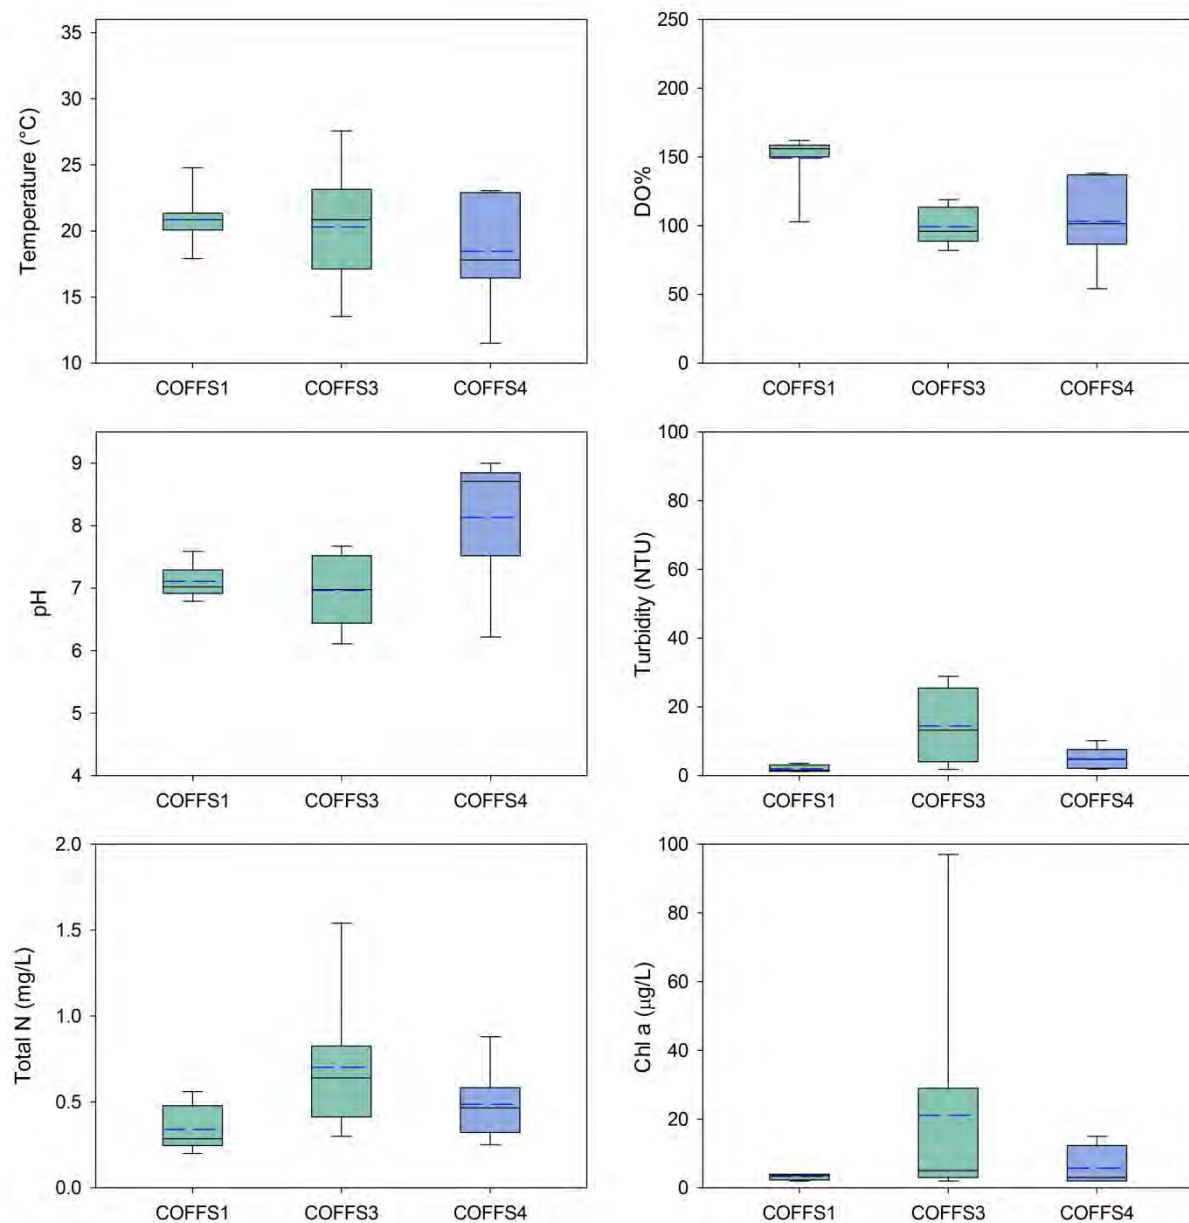 Temperature (°C)
35
30
25
20
15
10
COFFS1
COFFS3
COFFS4
DO%
250
200
150
100
50
0
COFFS1
COFFS3
COFFS4
pH
9
8
7
6
5
4
COFFS1
COFFS3
COFFS4
Turbidity (NTU)
100
80
60
40
20
0
COFFS1
COFFS3
COFFS4
Total N (mg/L)
2.0
1.5
1.0
0.5
0.0
COFFS1
COFFS3
COFFS4
Chl a (μg/L)
100
80
60
40
20
0
COFFS1
COFFS3
COFFS4